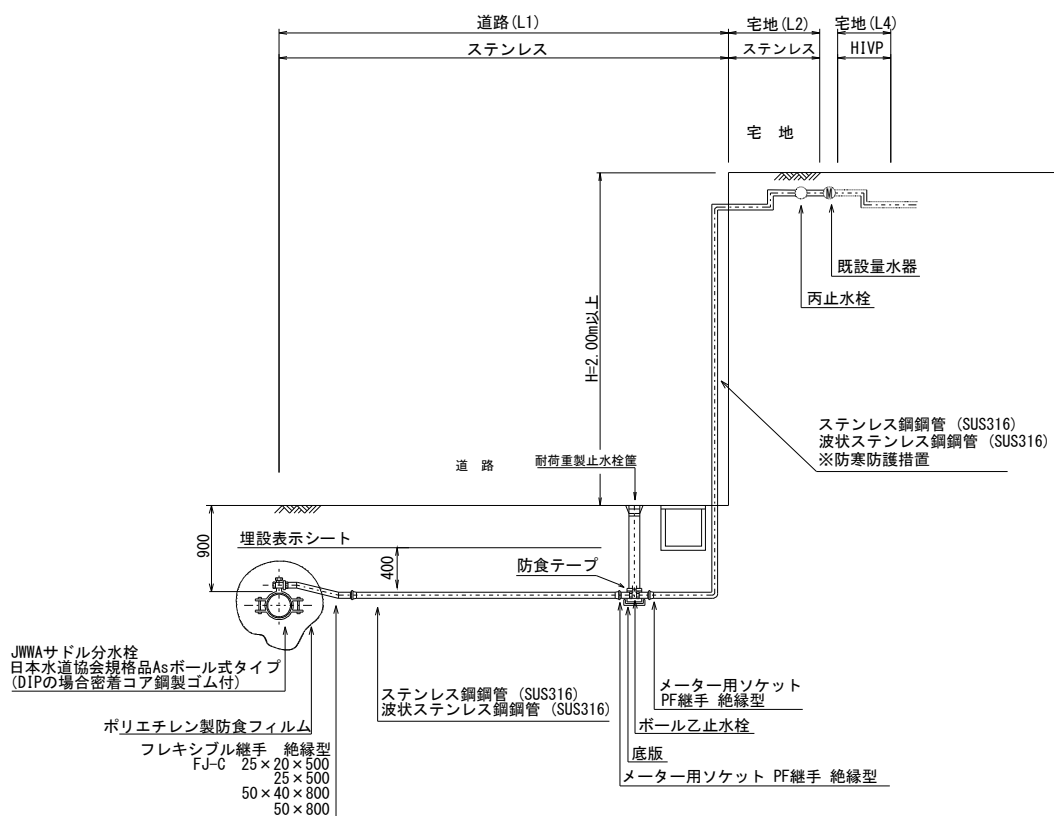 道路(L1)
宅地(L2)
宅地(L4)
ステンレス
ステンレス
HIVP
宅 地
M
既設量水器
丙止水栓
H=2.00m以上
ステンレス鋼鋼管 (SUS316)
波状ステンレス鋼鋼管 (SUS316)
※防寒防護措置
道 路
耐荷重製止水栓筐
900
埋設表示シート
400
防食テープ
JWWAサドル分水栓
日本水道協会規格品Asボール式タイプ
(DIPの場合密着コア鋼製ゴム付)
ステンレス鋼鋼管 (SUS316)
波状ステンレス鋼鋼管 (SUS316)
メーター用ソケット
PF継手 絶縁型
ポリエチレン製防食フィルム
ボール乙止水栓
フレキシブル継手 絶縁型
FJ-C 25×20×500
25×500
50×40×800
50×800
底版
メーター用ソケット PF継手 絶縁型